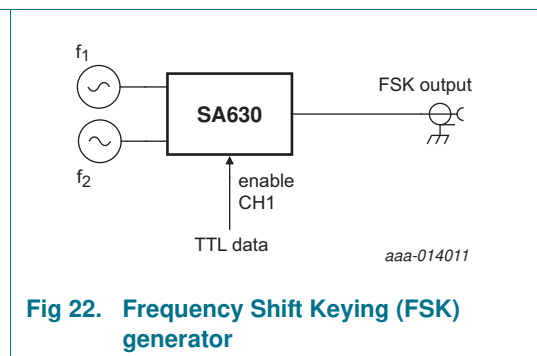 f1
FSK output
SA630
f2
enable
CH1
TTL data
aaa-014011
Fig 22. Frequency Shift Keying (FSK)
generator